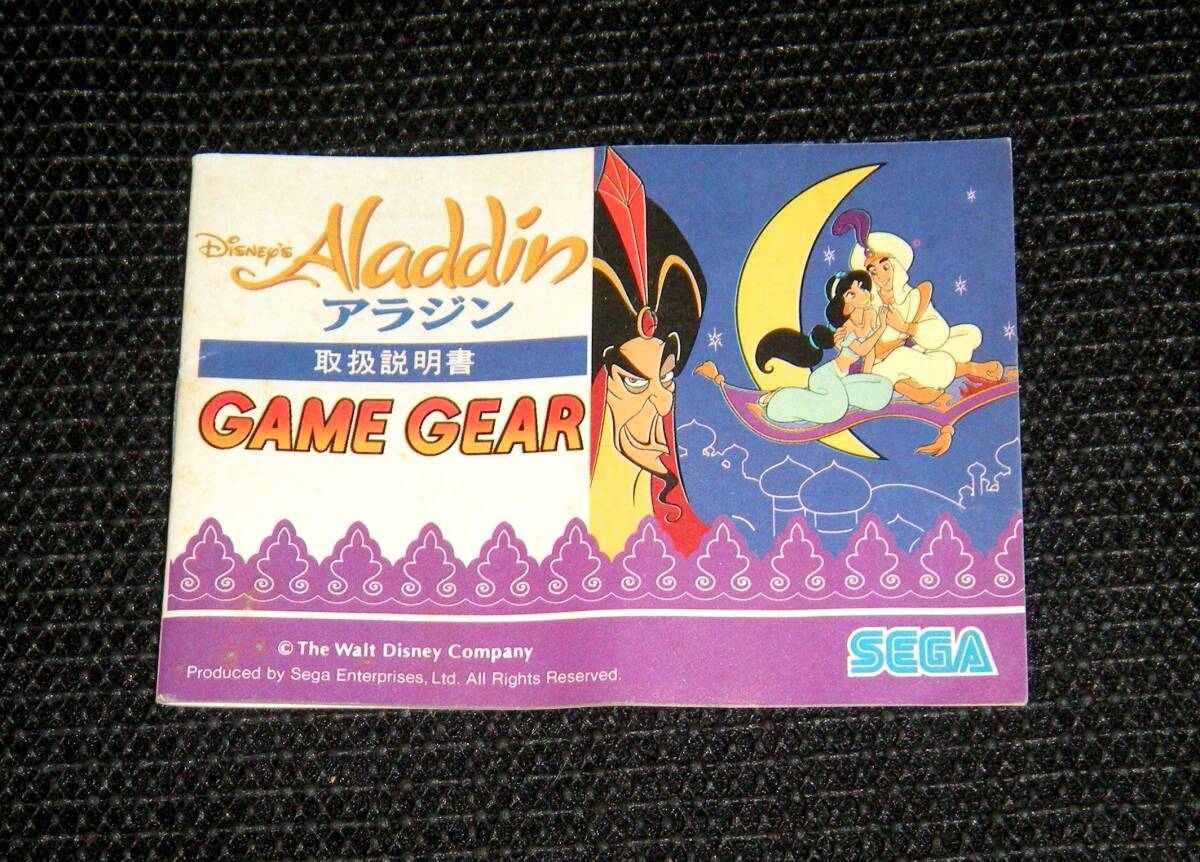 Disney's Aladdin
アラジン
取扱説明書
GAME GEAR
© The Walt Disney Company
Produced by Sega Enterprises, Ltd. All Rights Reserved.
SEGA